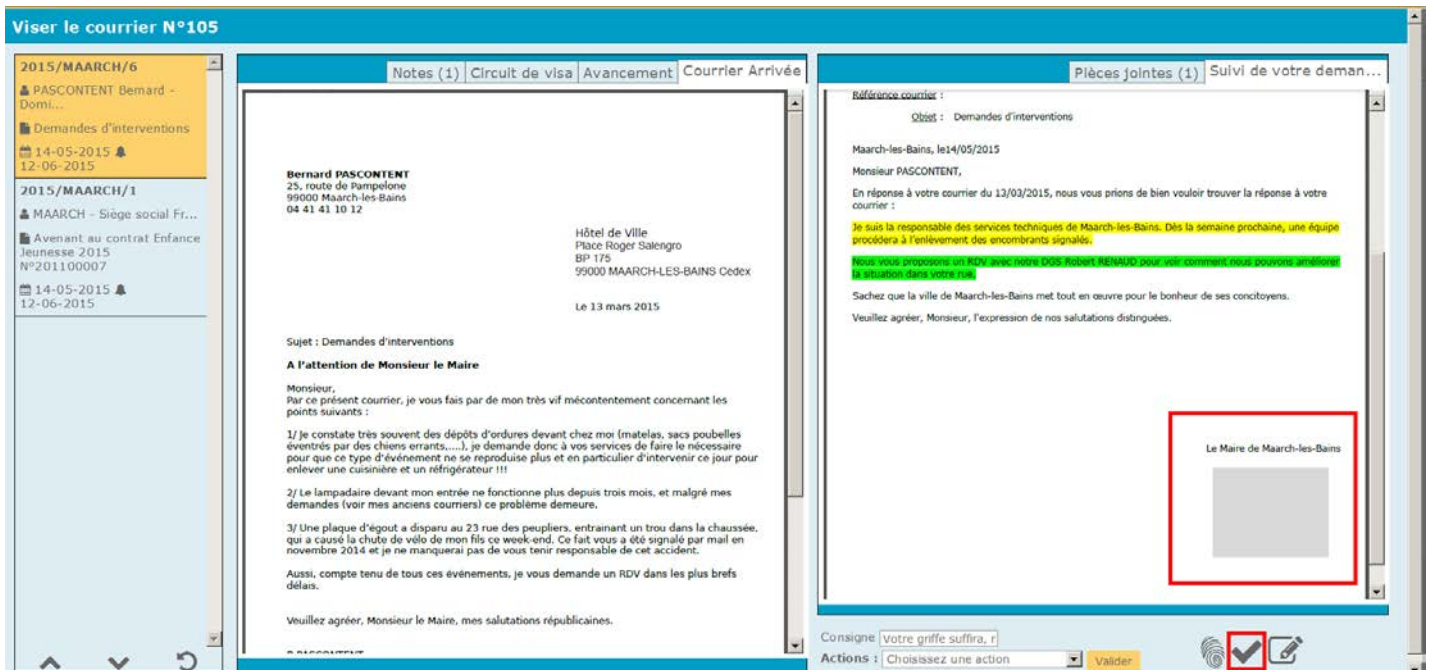 Viser le courrier N°105
2015/MAARCH/6
PASCONTENT Bernard -
Domi...
Demandes d'interventions
14-05-2015
12-06-2015
2015/MAARCH/1
MAARCH - Siège social Fr...
Avenant au contrat Enfance
Jeunesse 2015
N°201100007
14-05-2015
12-06-2015
Notes (1) Circuit de visa Avancement Courrier Arrivée
Bernard PASCONTENT
25, route de Pampelone
99000 Maarch-les-Bains
04 41 41 10 12
Hôtel de Ville
Place Roger Salengro
BP 175
99000 MAARCH-LES-BAINS Cedex
Le 13 mars 2015
Sujet : Demandes d'interventions
A l'attention de Monsieur le Maire
Monsieur,
Par ce présent courrier, je vous fais par de mon très vif mécontentement concernant les
points suivants :
1/ Je constate très souvent des dépôts d'ordures devant chez moi (matelas, sacs poubelles
éventrés par des chiens errants,....), je demande donc à vos services de faire le nécessaire
pour que ce type d'événement ne se reproduise plus et en particulier d'intervenir ce jour pour
enlever une cuisinière et un réfrigérateur !!!
2/ Le lampadaire devant mon entrée ne fonctionne plus depuis trois mois, et malgré mes
demandes (voir mes anciens courriers) ce problème demeure.
3/ Une plaque d'égout a disparu au 23 rue des peupliers, entrainant un trou dans la chaussée,
qui a causé la chute de vélo de mon fils ce week-end. Ce fait vous a été signalé par mail en
novembre 2014 et je ne manquerai pas de vous tenir responsable de cet accident.
Aussi, compte tenu de tous ces événements, je vous demande un RDV dans les plus brefs
délais.
Veuillez agréer, Monsieur le Maire, mes salutations républicaines.
Pièces jointes (1) Suivi de votre deman...
Référence courrier :
Objet : Demandes d'interventions
Maarch-les-Bains, le14/05/2015
Monsieur PASCONTENT,
En réponse à votre courrier du 13/03/2015, nous vous prions de bien vouloir trouver la réponse à votre
courrier :
Je suis la responsable des services techniques de Maarch-les-Bains. Dès la semaine prochaine, une équipe
procédera à l'enlèvement des encombrants signalés.
Nous vous proposons un RDV avec notre DGS Robert RENAUD pour voir comment nous pouvons améliorer
la situation dans votre rue.
Sachez que la ville de Maarch-les-Bains met tout en œuvre pour le bonheur de ses concitoyens.
Veuillez agréer, Monsieur, l'expression de nos salutations distinguées.
Le Maire de Maarch-les-Bains
Consigne Votre griffe suffira, r
Actions : Choisissez une action Valider